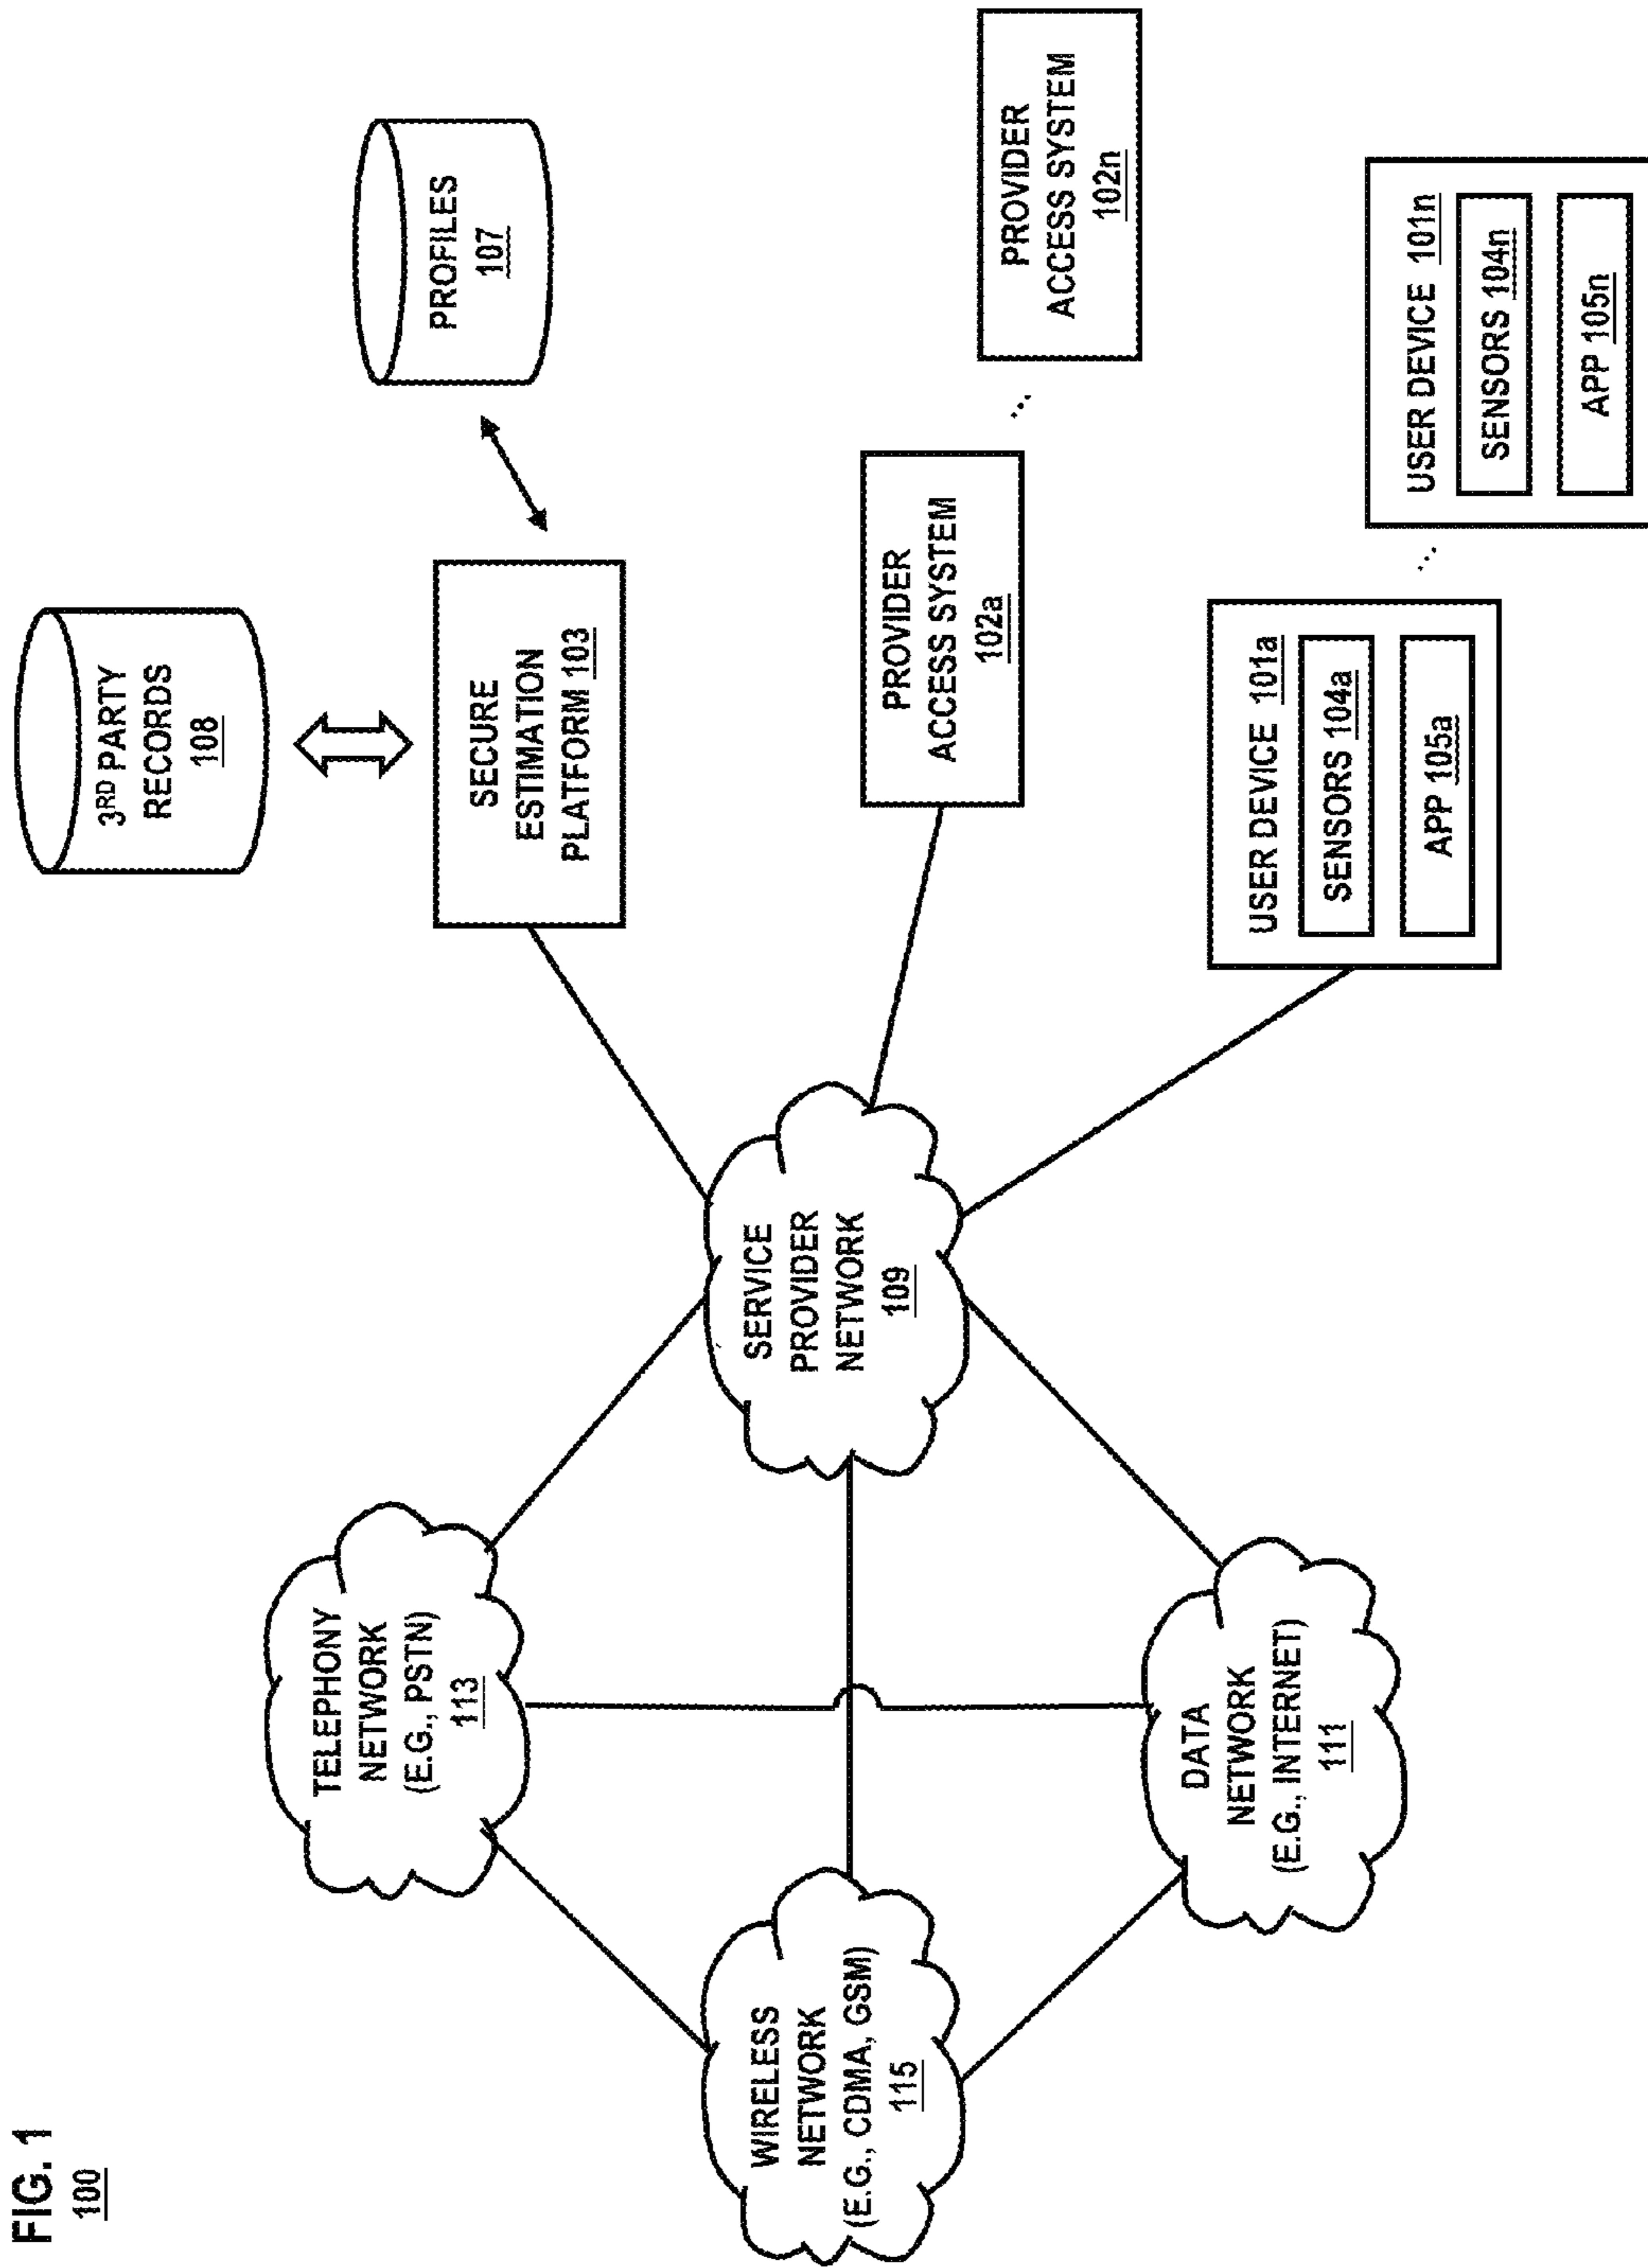 FIG. 1
100
3RD PARTY
RECORDS
108
PROFILES
107
SECURE
ESTIMATION
PLATFORM 103
TELEPHONY
NETWORK
(E.G., PSTN)
113
WIRELESS
NETWORK
(E.G., CDMA, GSM)
115
SERVICE
PROVIDER
NETWORK
109
PROVIDER
ACCESS SYSTEM
102a
...
PROVIDER
ACCESS SYSTEM
102n
DATA
NETWORK
(E.G., INTERNET)
111
USER DEVICE 101a
SENSORS 104a
APP 105a
...
USER DEVICE 101n
SENSORS 104n
APP 105n